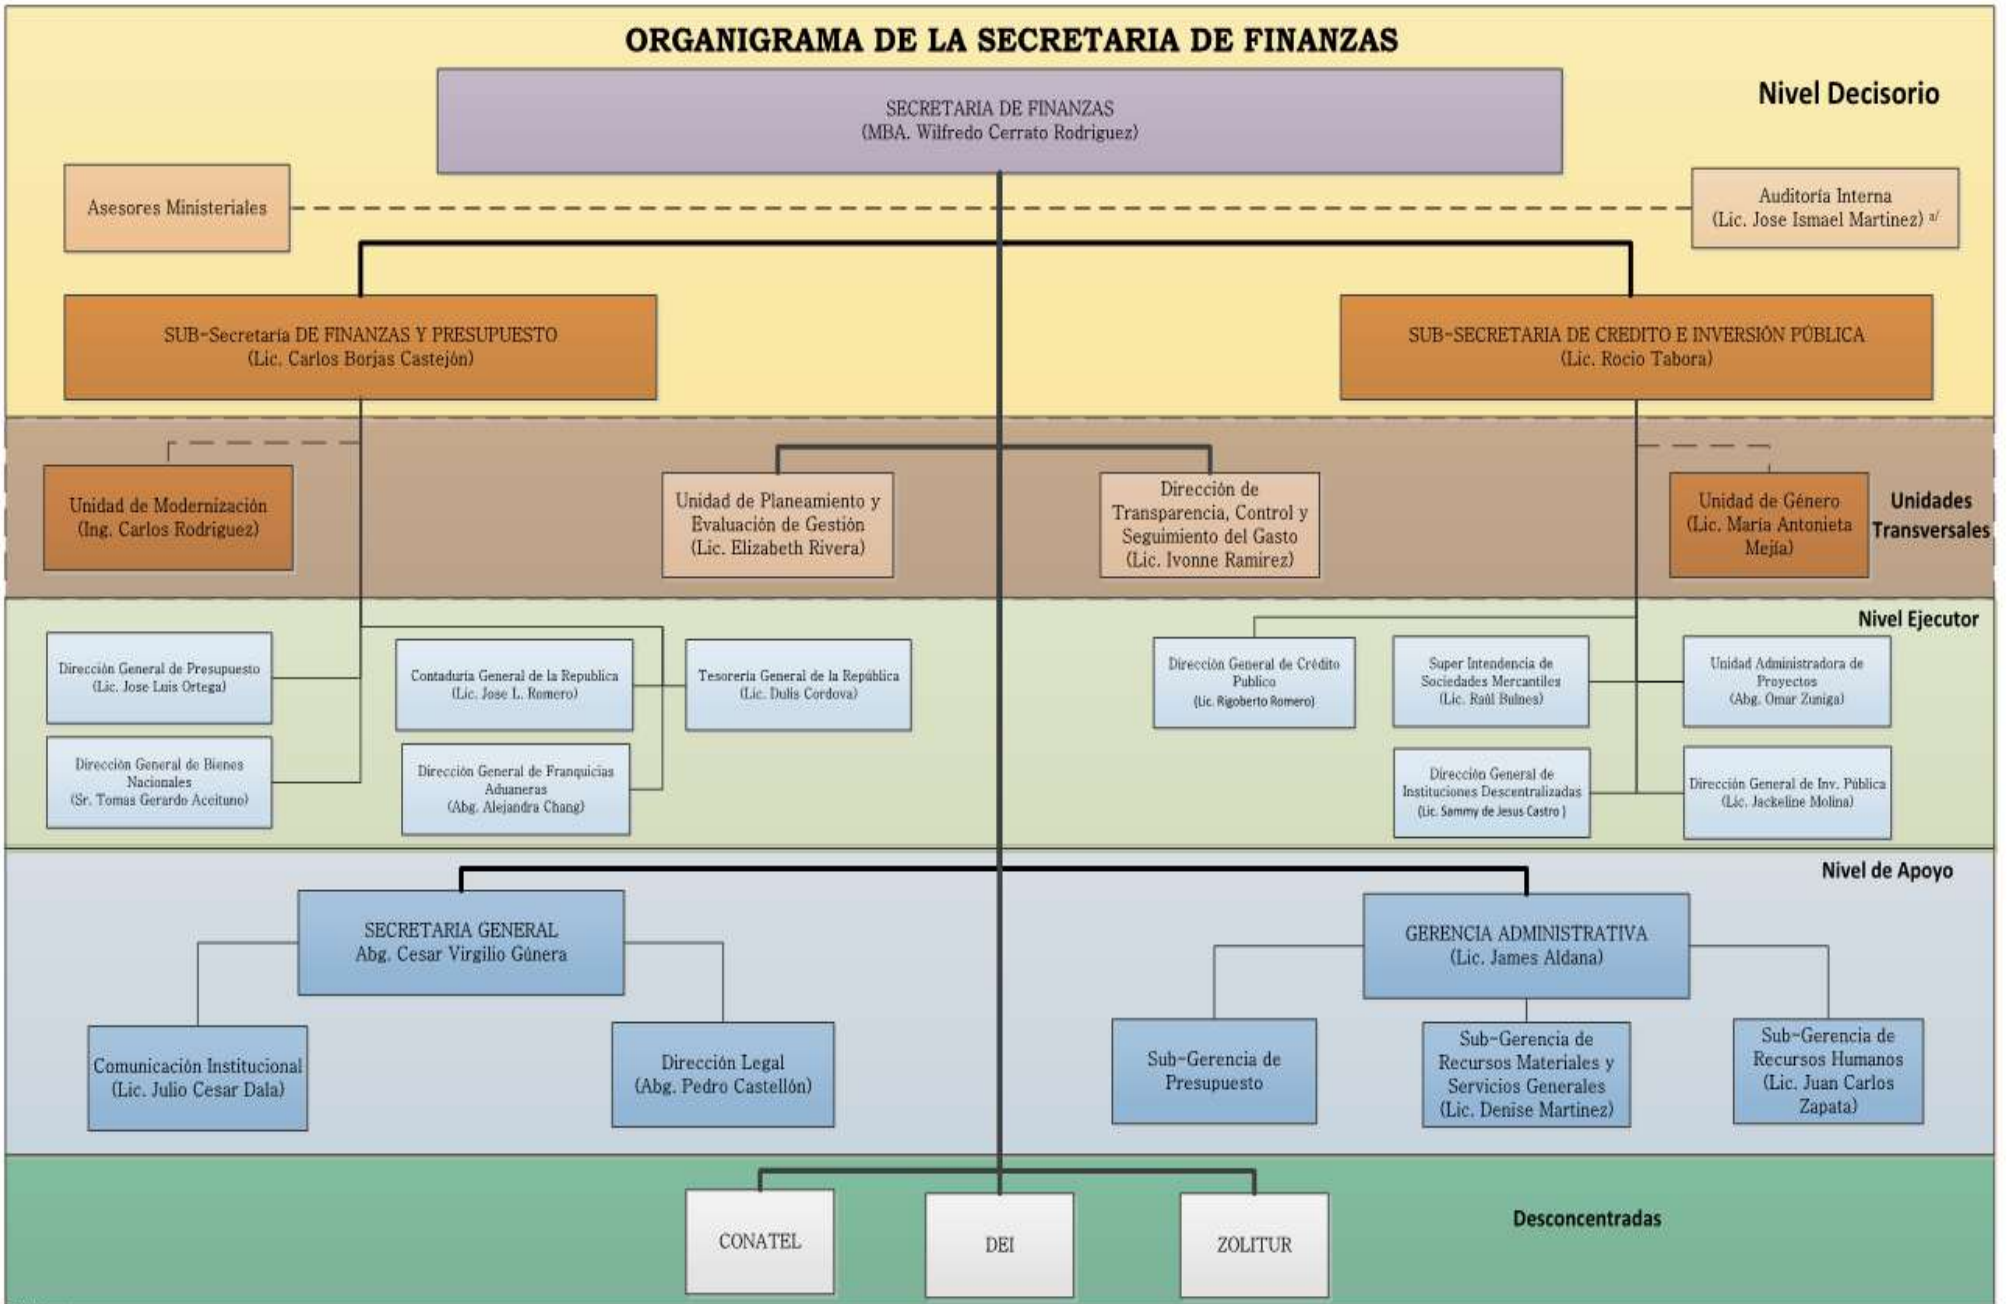 ORGANIGRAMA DE LA SECRETARIA DE FINANZAS
Nivel Decisorio
SECRETARIA DE FINANZAS
(MBA. Wilfredo Cerrato Rodriguez)
Asesores Ministeriales
Auditoría Interna
(Lic. Jose Ismael Martinez) a/
SUB-Secretaría DE FINANZAS Y PRESUPUESTO
(Lic. Carlos Borjas Castejón)
SUB-SECRETARIA DE CREDITO E INVERSIÓN PÚBLICA
(Lic. Rocio Tabora)
Unidad de Modernización
(Ing. Carlos Rodriguez)
Unidad de Planeamiento y
Evaluación de Gestión
(Lic. Elizabeth Rivera)
Dirección de
Transparencia, Control y
Seguimiento del Gasto
(Lic. Ivonne Ramirez)
Unidad de Género
(Lic. María Antonieta
Mejía)
Unidades
Transversales
Nivel Ejecutor
Dirección General de Presupuesto
(Lic. Jose Luis Ortega)
Contaduría General de la Republica
(Lic. Jose L. Romero)
Tesorería General de la República
(Lic. Dulis Cordova)
Dirección General de Crédito
Publico
(Lic. Rigoberto Romero)
Super Intendencia de
Sociedades Mercantiles
(Lic. Raúl Bulnes)
Unidad Administradora de
Proyectos
(Abg. Omar Zuniga)
Dirección General de Bienes
Nacionales
(Sr. Tomas Gerardo Aceituno)
Dirección General de Franquicias
Aduaneras
(Abg. Alejandra Chang)
Dirección General de
Instituciones Descentralizadas
(Lic. Sammy de Jesus Castro )
Dirección General de Inv. Pública
(Lic. Jackeline Molina)
Nivel de Apoyo
SECRETARIA GENERAL
Abg. Cesar Virgilio Gúnera
GERENCIA ADMINISTRATIVA
(Lic. James Aldana)
Comunicación Institucional
(Lic. Julio Cesar Dala)
Dirección Legal
(Abg. Pedro Castellón)
Sub-Gerencia de
Presupuesto
Sub-Gerencia de
Recursos Materiales y
Servicios Generales
(Lic. Denise Martinez)
Sub-Gerencia de
Recursos Humanos
(Lic. Juan Carlos
Zapata)
Desconcentradas
CONATEL
DEI
ZOLITUR